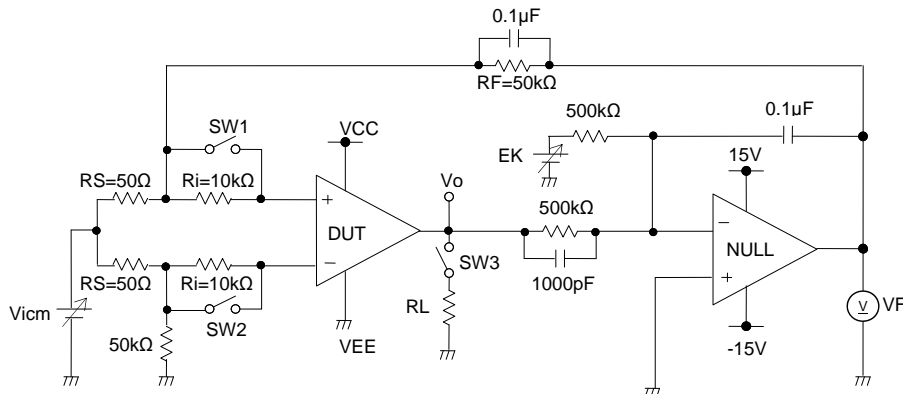 0.1µF
RF=50kΩ
500kΩ
0.1µF
SW1
VCC
EK
15V
RS=50Ω
Ri=10kΩ
Vo
500kΩ
+
DUT
−
−
NULL
+
RS=50Ω
Ri=10kΩ
SW3
1000pF
Vicm
SW2
RL
V
VF
50kΩ
VEE
-15V